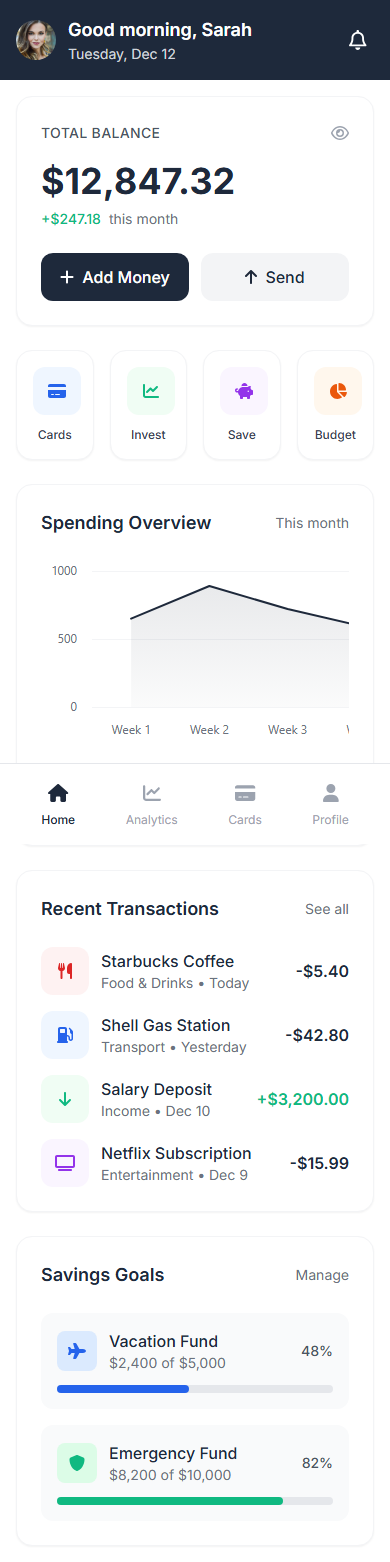 Good morning, Sarah
Tuesday, Dec 12
TOTAL BALANCE
$12,847.32
+$247.18 this month
Add Money
Send
Cards
Invest
Save
Budget
Spending Overview
This month
1000
500
0
Week 1
Week 2
Week 3
Home
Analytics
Cards
Profile
Recent Transactions
See all
Starbucks Coffee
Food & Drinks • Today
-$5.40
Shell Gas Station
Transport • Yesterday
-$42.80
Salary Deposit
Income • Dec 10
+$3,200.00
Netflix Subscription
Entertainment • Dec 9
-$15.99
Savings Goals
Manage
Vacation Fund
$2,400 of $5,000
48%
Emergency Fund
$8,200 of $10,000
82%